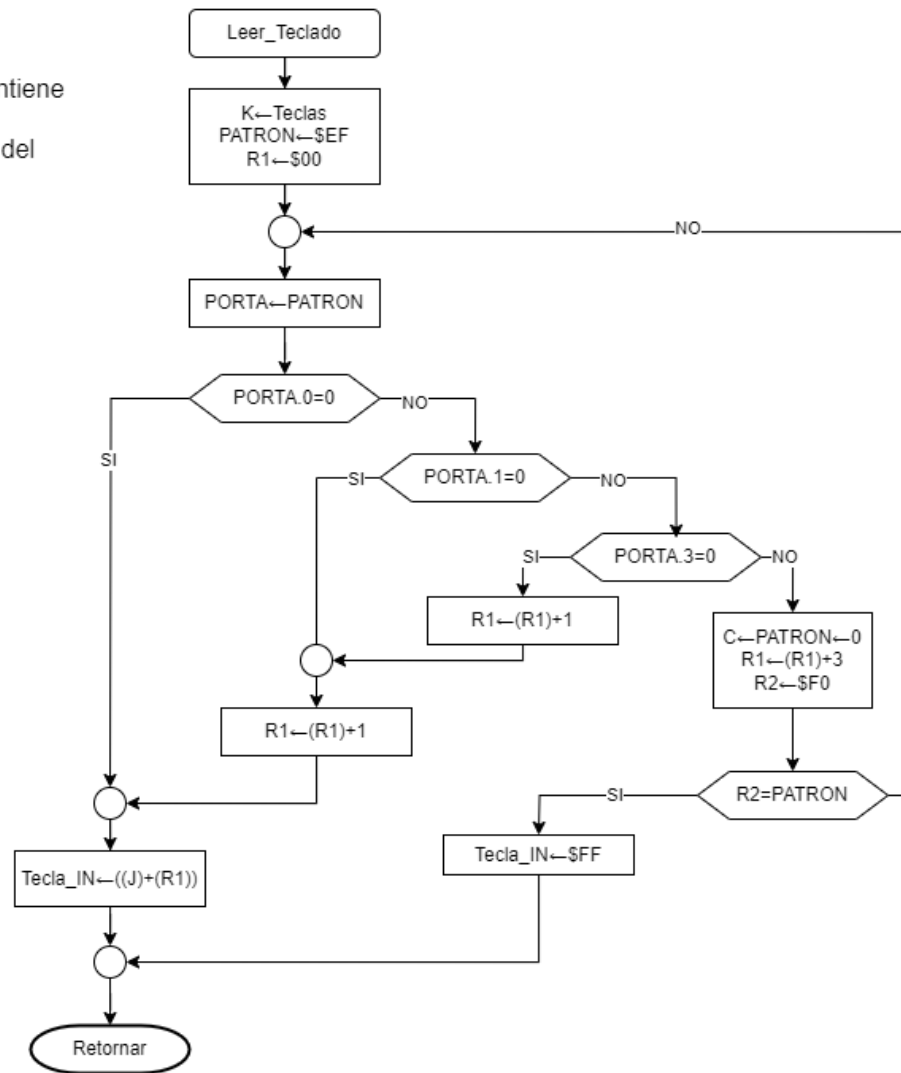 Leer_Teclado
ntiene
del
K←Teclas
PATRON←$EF
R1←$00
NO
PORTA←PATRON
PORTA.0=0
NO
SI
PORTA.1=0
SI
NO
PORTA.3=0
SI
NO
R1←(R1)+1
C←PATRON←0
R1←(R1)+3
R2←$F0
R1←(R1)+1
R2=PATRON
SI
Tecla_IN←$FF
Tecla_IN←((J)+(R1))
Retornar